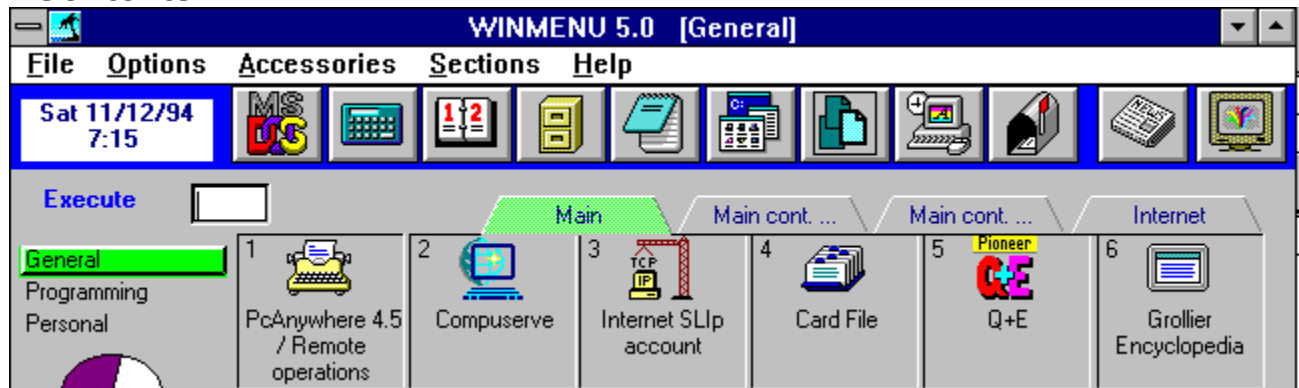 WINMENU 5.0 [General]
File Options Accessories Sections Help
Sat 11/12/94
7:15
MS
DOS
1 2
C:
NEWS
Execute
Main
Main cont. ...
Main cont. ...
Internet
General
Programming
Personal
1
PcAnywhere 4.5
/ Remote
operations
2
Compuserve
3
TCP
IP
Internet SLIp
account
4
Card File
5
Pioneer
Q+E
Q+E
6
Grollier
Encyclopedia